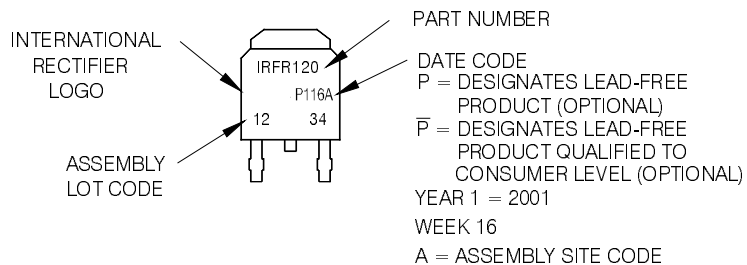 INTERNATIONAL
RECTIFIER
LOGO
ASSEMBLY
LOT CODE
IRFR120
P116A
12 34
PART NUMBER
DATE CODE
P = DESIGNATES LEAD-FREE
PRODUCT (OPTIONAL)
P̅ = DESIGNATES LEAD-FREE
PRODUCT QUALIFIED TO
CONSUMER LEVEL (OPTIONAL)
YEAR 1 = 2001
WEEK 16
A = ASSEMBLY SITE CODE